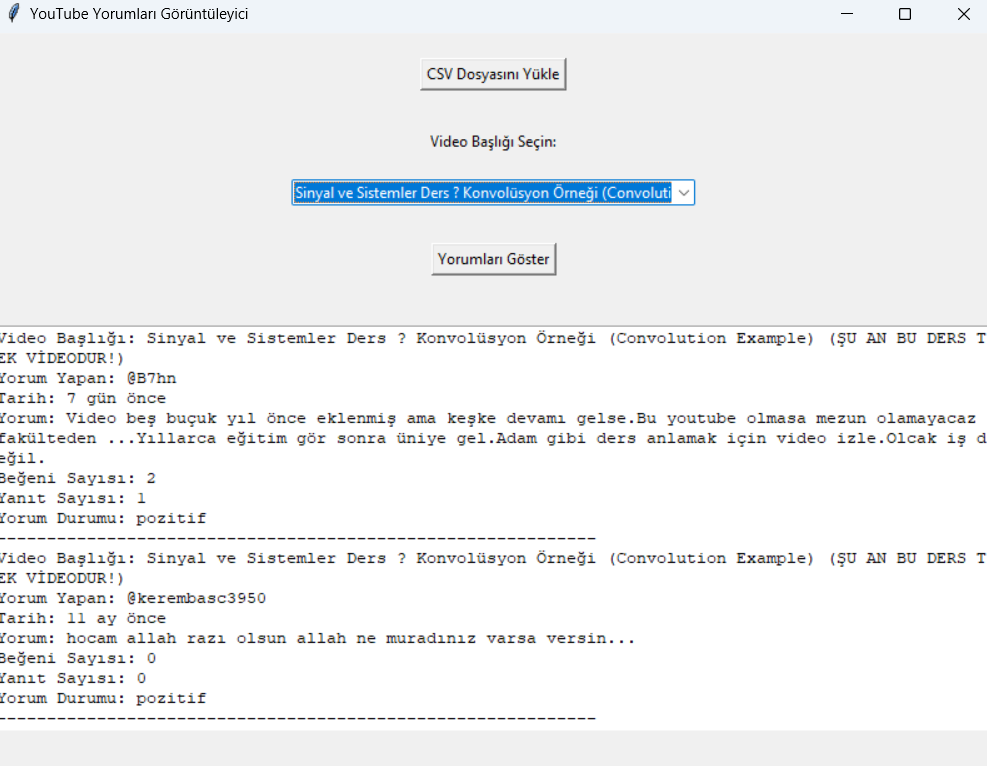 YouTube Yorumları Görüntüleyici
CSV Dosyasını Yükle
Video Başlığı Seçin:
Sinyal ve Sistemler Ders ? Konvolüsyon Örneği (Convoluti
Yorumları Göster
Video Başlığı: Sinyal ve Sistemler Ders ? Konvolüsyon Örneği (Convolution Example) (ŞU AN BU DERS T
EK VİDEODUR!)
Yorum Yapan: @B7hn
Tarih: 7 gün önce
Yorum: Video beş buçuk yıl önce eklenmiş ama keşke devamı gelse.Bu youtube olmasa mezun olamayacaz
fakülteden ...Yıllarca eğitim gör sonra üniye gel.Adam gibi ders anlamak için video izle.Olcak iş d
eğil.
Beğeni Sayısı: 2
Yanıt Sayısı: 1
Yorum Durumu: pozitif
------------------------------------------------------------
Video Başlığı: Sinyal ve Sistemler Ders ? Konvolüsyon Örneği (Convolution Example) (ŞU AN BU DERS T
EK VİDEODUR!)
Yorum Yapan: @kerembasc3950
Tarih: 11 ay önce
Yorum: hocam allah razı olsun allah ne muradınız varsa versin...
Beğeni Sayısı: 0
Yanıt Sayısı: 0
Yorum Durumu: pozitif
------------------------------------------------------------